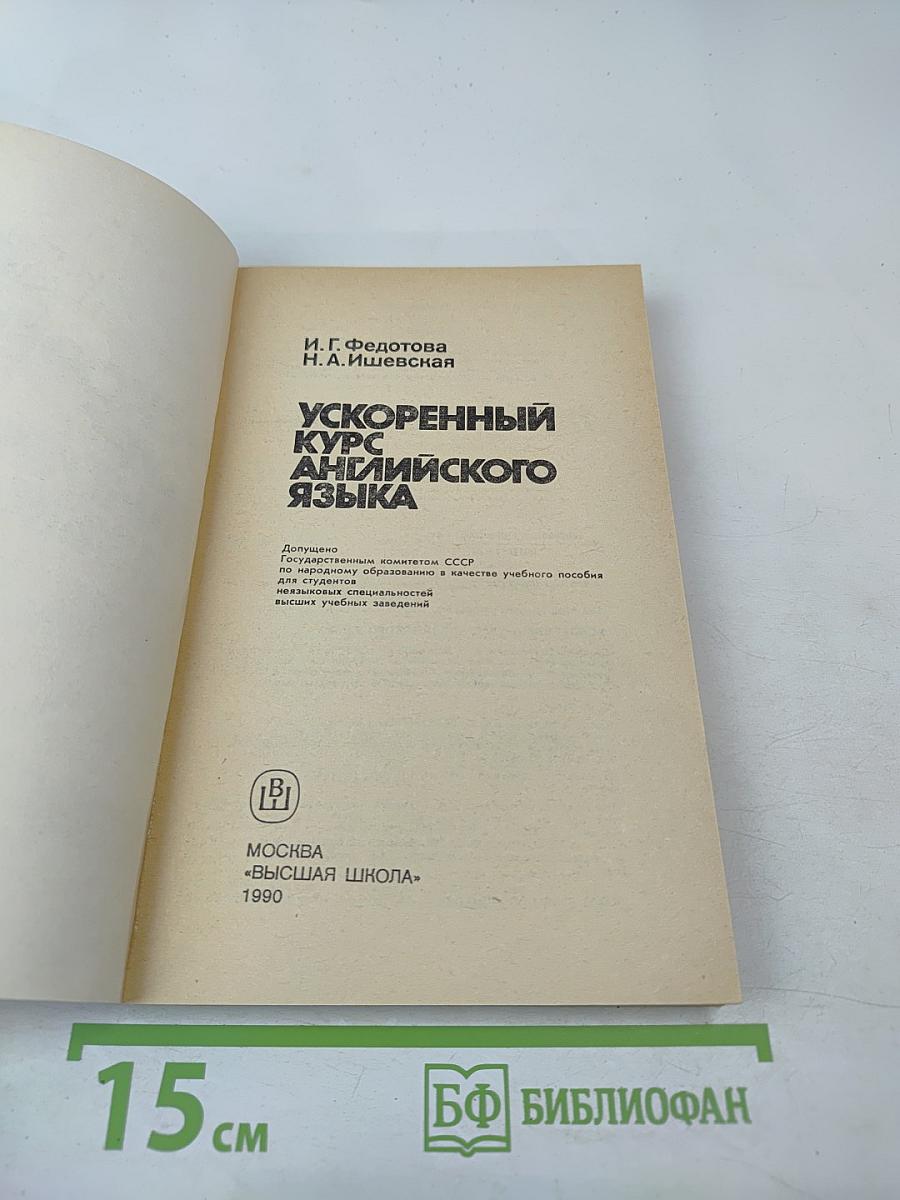 И. Г. Федотова
Н. А. Ишевская
УСКОРЕННЫЙ
КУРС
АНГЛИЙСКОГО
ЯЗЫКА
Допущено
Государственным комитетом СССР
по народному образованию в качестве учебного пособия
для студентов
неязыковых специальностей
высших учебных заведений
ВШ
МОСКВА
«ВЫСШАЯ ШКОЛА»
1990
15 см
БФ БИБЛИОФАН